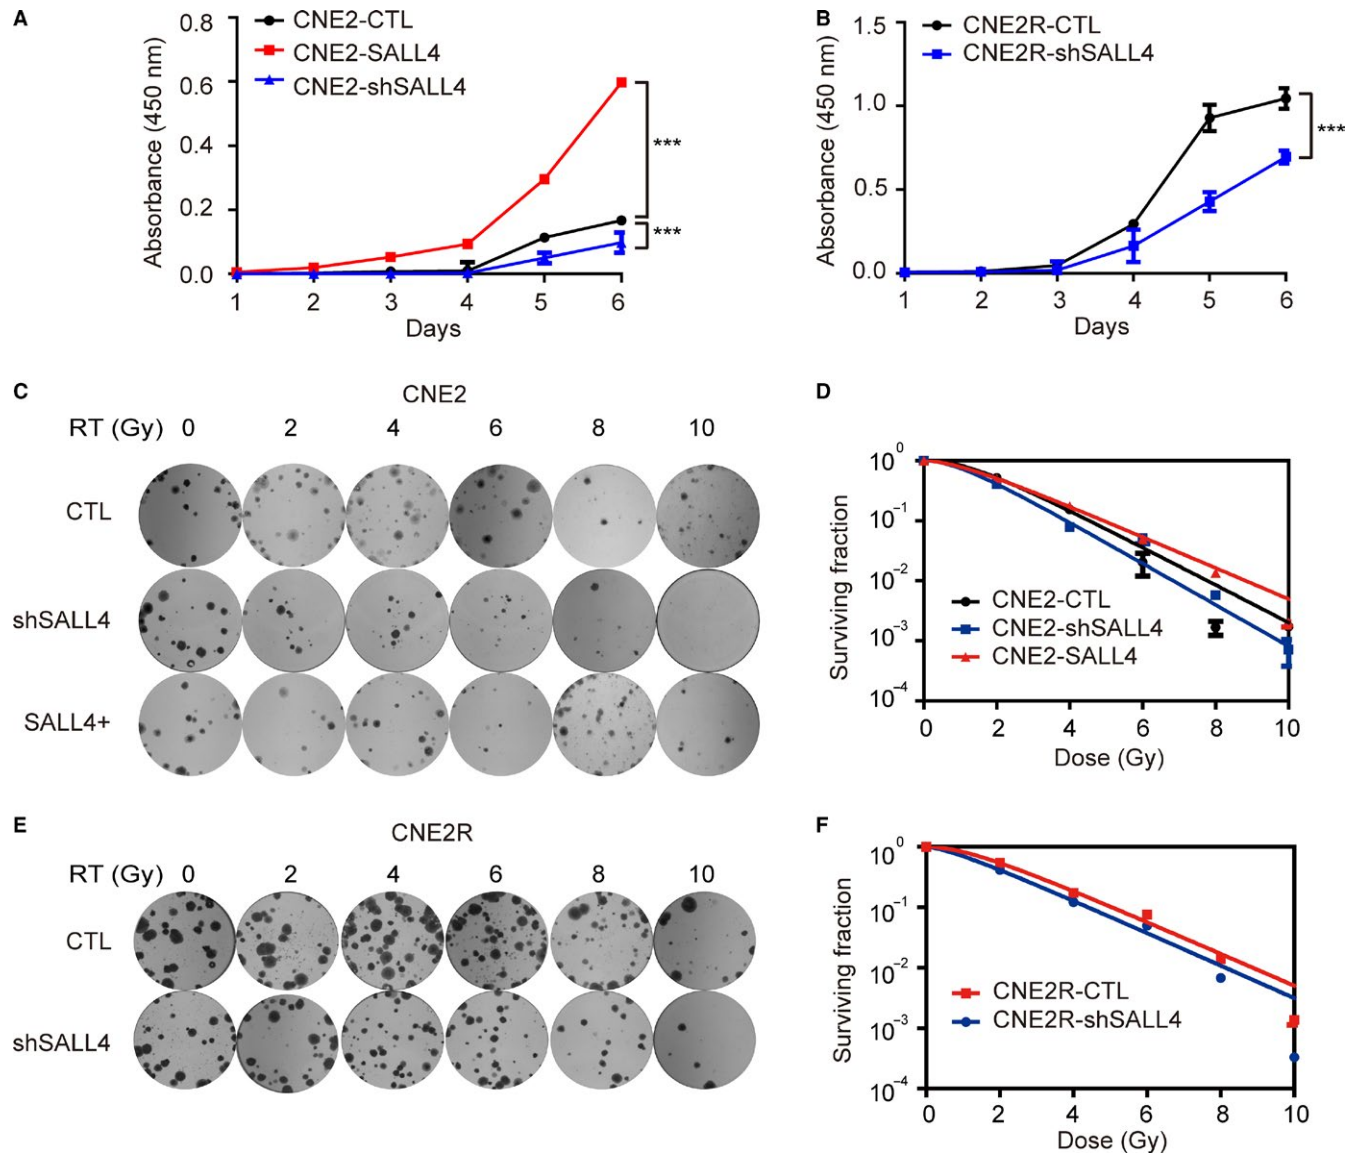 A
0.8
0.6
0.4
0.2
0.0
Absorbance (450 nm)
CNE2-CTL
CNE2-SALL4
CNE2-shSALL4
***
***
1 2 3 4 5 6
Days
B
1.5
1.0
0.5
0.0
Absorbance (450 nm)
CNE2R-CTL
CNE2R-shSALL4
***
1 2 3 4 5 6
Days
C
CNE2
RT (Gy) 0 2 4 6 8 10
CTL
shSALL4
SALL4+
D
10⁰
10⁻¹
10⁻²
10⁻³
10⁻⁴
Surviving fraction
CNE2-CTL
CNE2-shSALL4
CNE2-SALL4
0 2 4 6 8 10
Dose (Gy)
E
CNE2R
RT (Gy) 0 2 4 6 8 10
CTL
shSALL4
F
10⁰
10⁻¹
10⁻²
10⁻³
10⁻⁴
Surviving fraction
CNE2R-CTL
CNE2R-shSALL4
0 2 4 6 8 10
Dose (Gy)